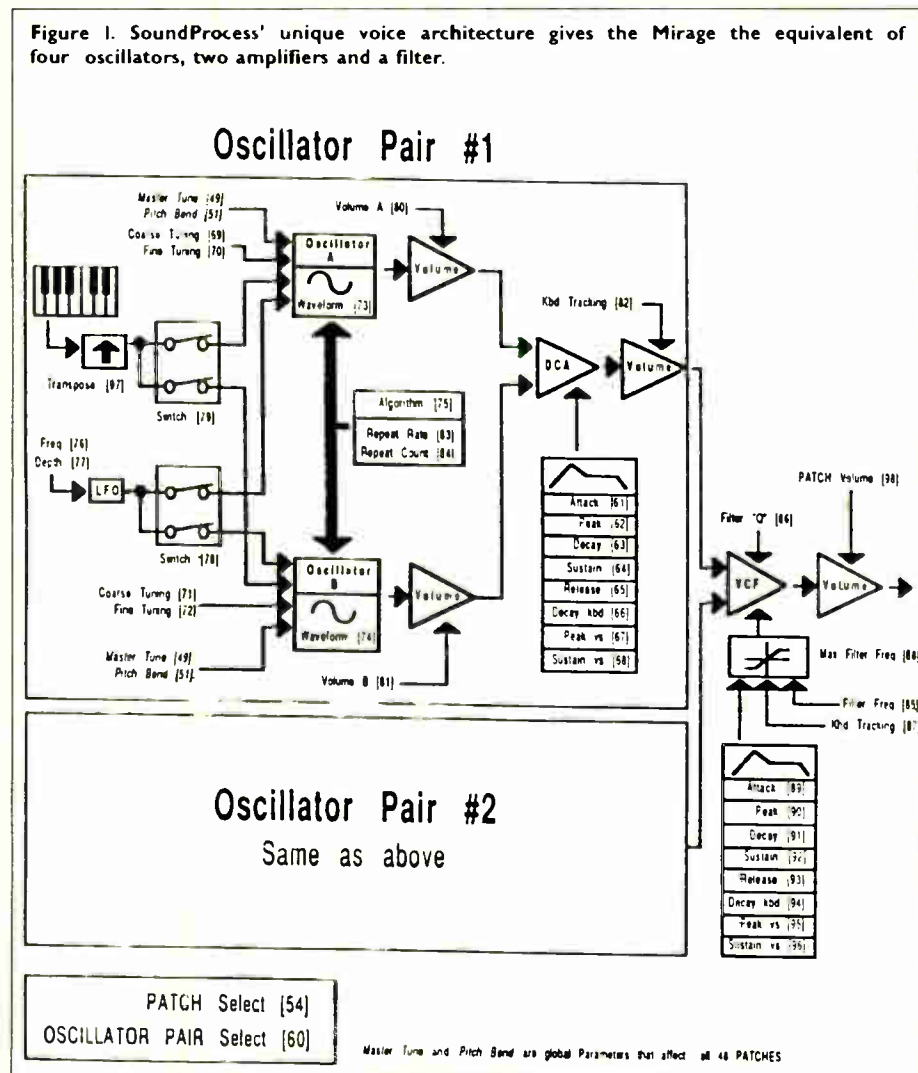 Figure 1. SoundProcess' unique voice architecture gives the Mirage the equivalent of
four oscillators, two amplifiers and a filter.
Oscillator Pair #1
Master Tune [49]
Pitch Bend [51]
Coarse Tuning [69]
Fine Tuning [70]
Oscillator
A
Waveform [73]
Volume A [80]
Volume
Kbd Tracking [82]
DCA
Volume
Transpose [97]
Switch [79]
Algorithm [75]
Repeat Rate [83]
Repeat Count [84]
Freq [76]
Depth [77]
LFO
Switch [78]
Coarse Tuning [71]
Fine Tuning [72]
Master Tune [49]
Pitch Bend [51]
Oscillator
B
Waveform [74]
Volume
Volume B [81]
Attack [61]
Peak [62]
Decay [63]
Sustain [64]
Release [65]
Decay kbd [66]
Peak vs [67]
Sustain vs [68]
PATCH Volume [98]
Filter "Q" [86]
VCF
Volume
Max Filter Freq [88]
Filter Freq [85]
Kbd Tracking [87]
Attack [89]
Peak [90]
Decay [91]
Sustain [92]
Release [93]
Decay kbd [94]
Peak vs [95]
Sustain vs [96]
Oscillator Pair #2
Same as above
PATCH Select [54]
OSCILLATOR PAIR Select [60]
Master Tune and Pitch Bend are global Parameters that affect all 48 PATCHES